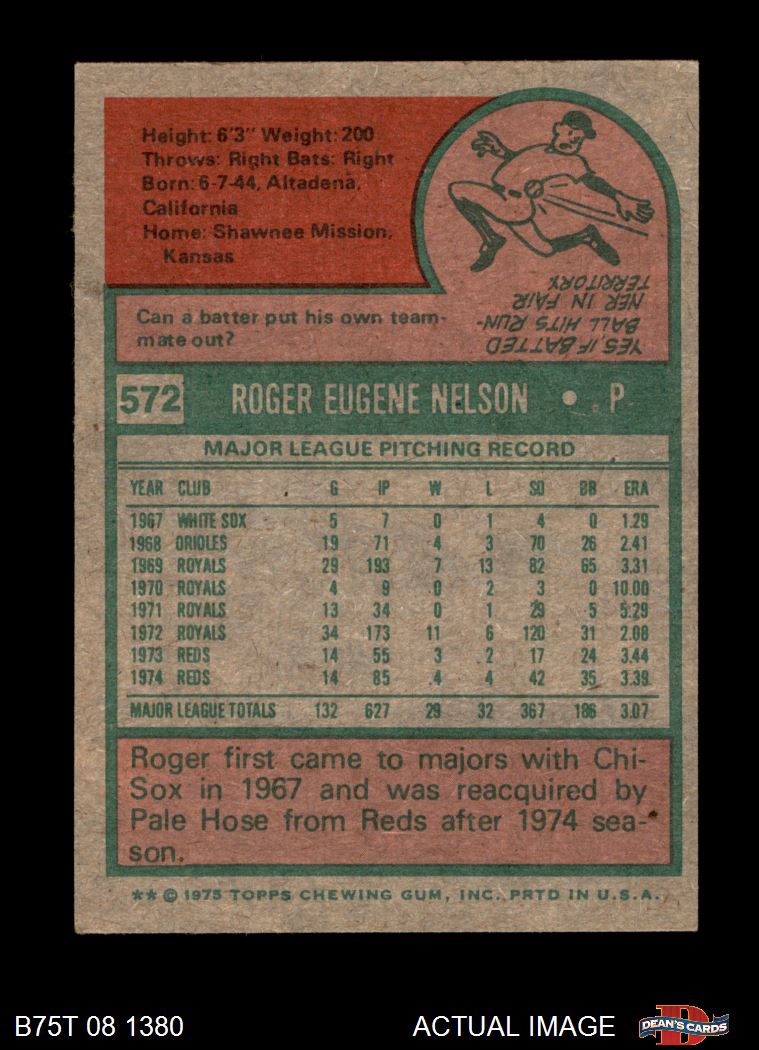 Height: 6'3" Weight: 200
Throws: Right Bats: Right
Born: 6-7-44, Altadena,
California
Home: Shawnee Mission,
Kansas
Can a batter put his own team-
mate out?
YES, IF BATTED
BALL HITS RUN-
NER IN FAIR
TERRITORY
572 ROGER EUGENE NELSON • P
MAJOR LEAGUE PITCHING RECORD
YEAR CLUB G IP W L SO BB ERA
1967 WHITE SOX 5 7 0 1 4 0 1.29
1968 ORIOLES 19 71 4 3 70 26 2.41
1969 ROYALS 29 193 7 13 82 65 3.31
1970 ROYALS 4 9 0 2 3 0 10.00
1971 ROYALS 13 34 0 1 29 5 5.29
1972 ROYALS 34 173 11 6 120 31 2.08
1973 REDS 14 55 3 2 17 24 3.44
1974 REDS 14 85 4 4 42 35 3.39
MAJOR LEAGUE TOTALS 132 627 29 32 367 186 3.07
Roger first came to majors with Chi-
Sox in 1967 and was reacquired by
Pale Hose from Reds after 1974 sea-
son.
** © 1975 TOPPS CHEWING GUM, INC. PRTD IN U.S.A.
B75T 08 1380 ACTUAL IMAGE
D
DEAN'S CARDS